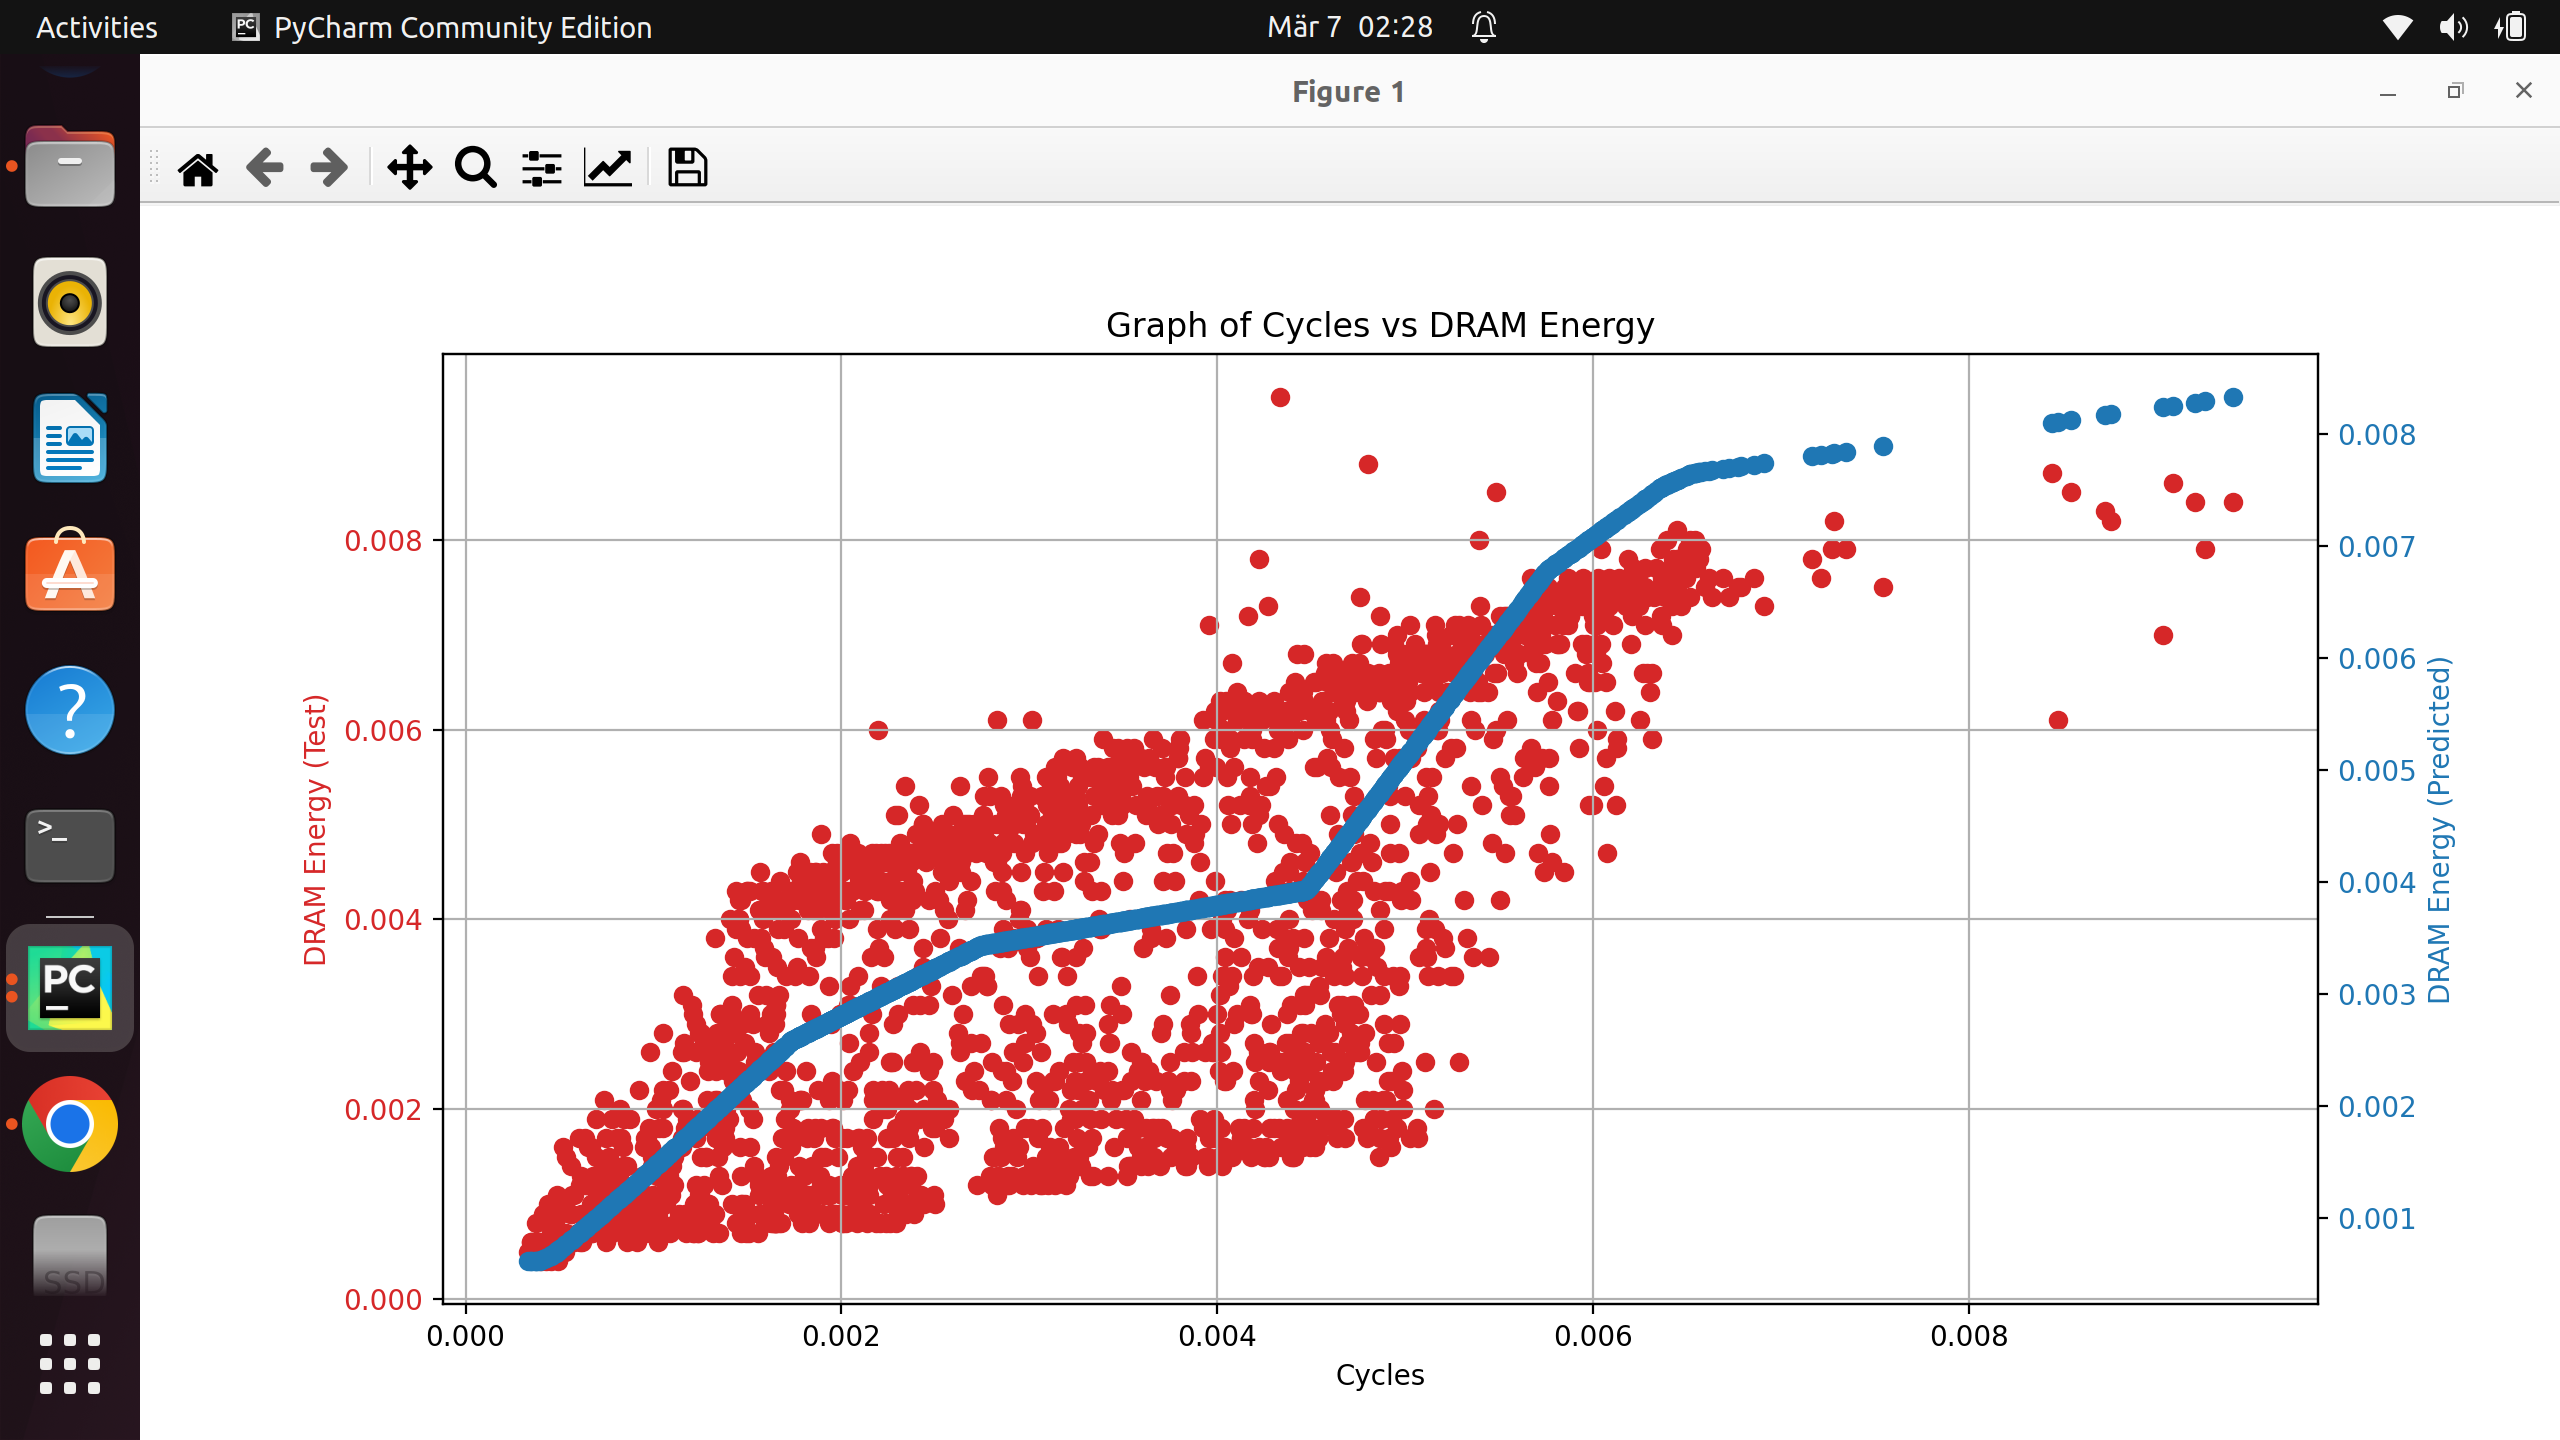 Activities PyCharm Community Edition Mär 7 02:28
Figure 1
Graph of Cycles vs DRAM Energy
DRAM Energy (Test)
0.008
0.006
0.004
0.002
0.000
0.000 0.002 0.004 0.006 0.008
Cycles
0.008
0.007
0.006
0.005
0.004
0.003
0.002
0.001
DRAM Energy (Predicted)
>_
PC
SSD